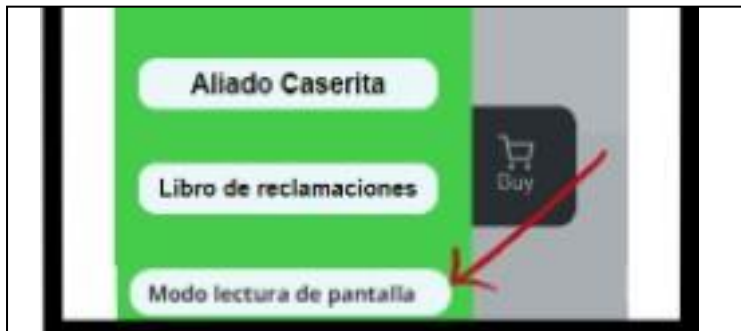 Aliado Caserita
Libro de reclamaciones
Buy
Modo lectura de pantalla